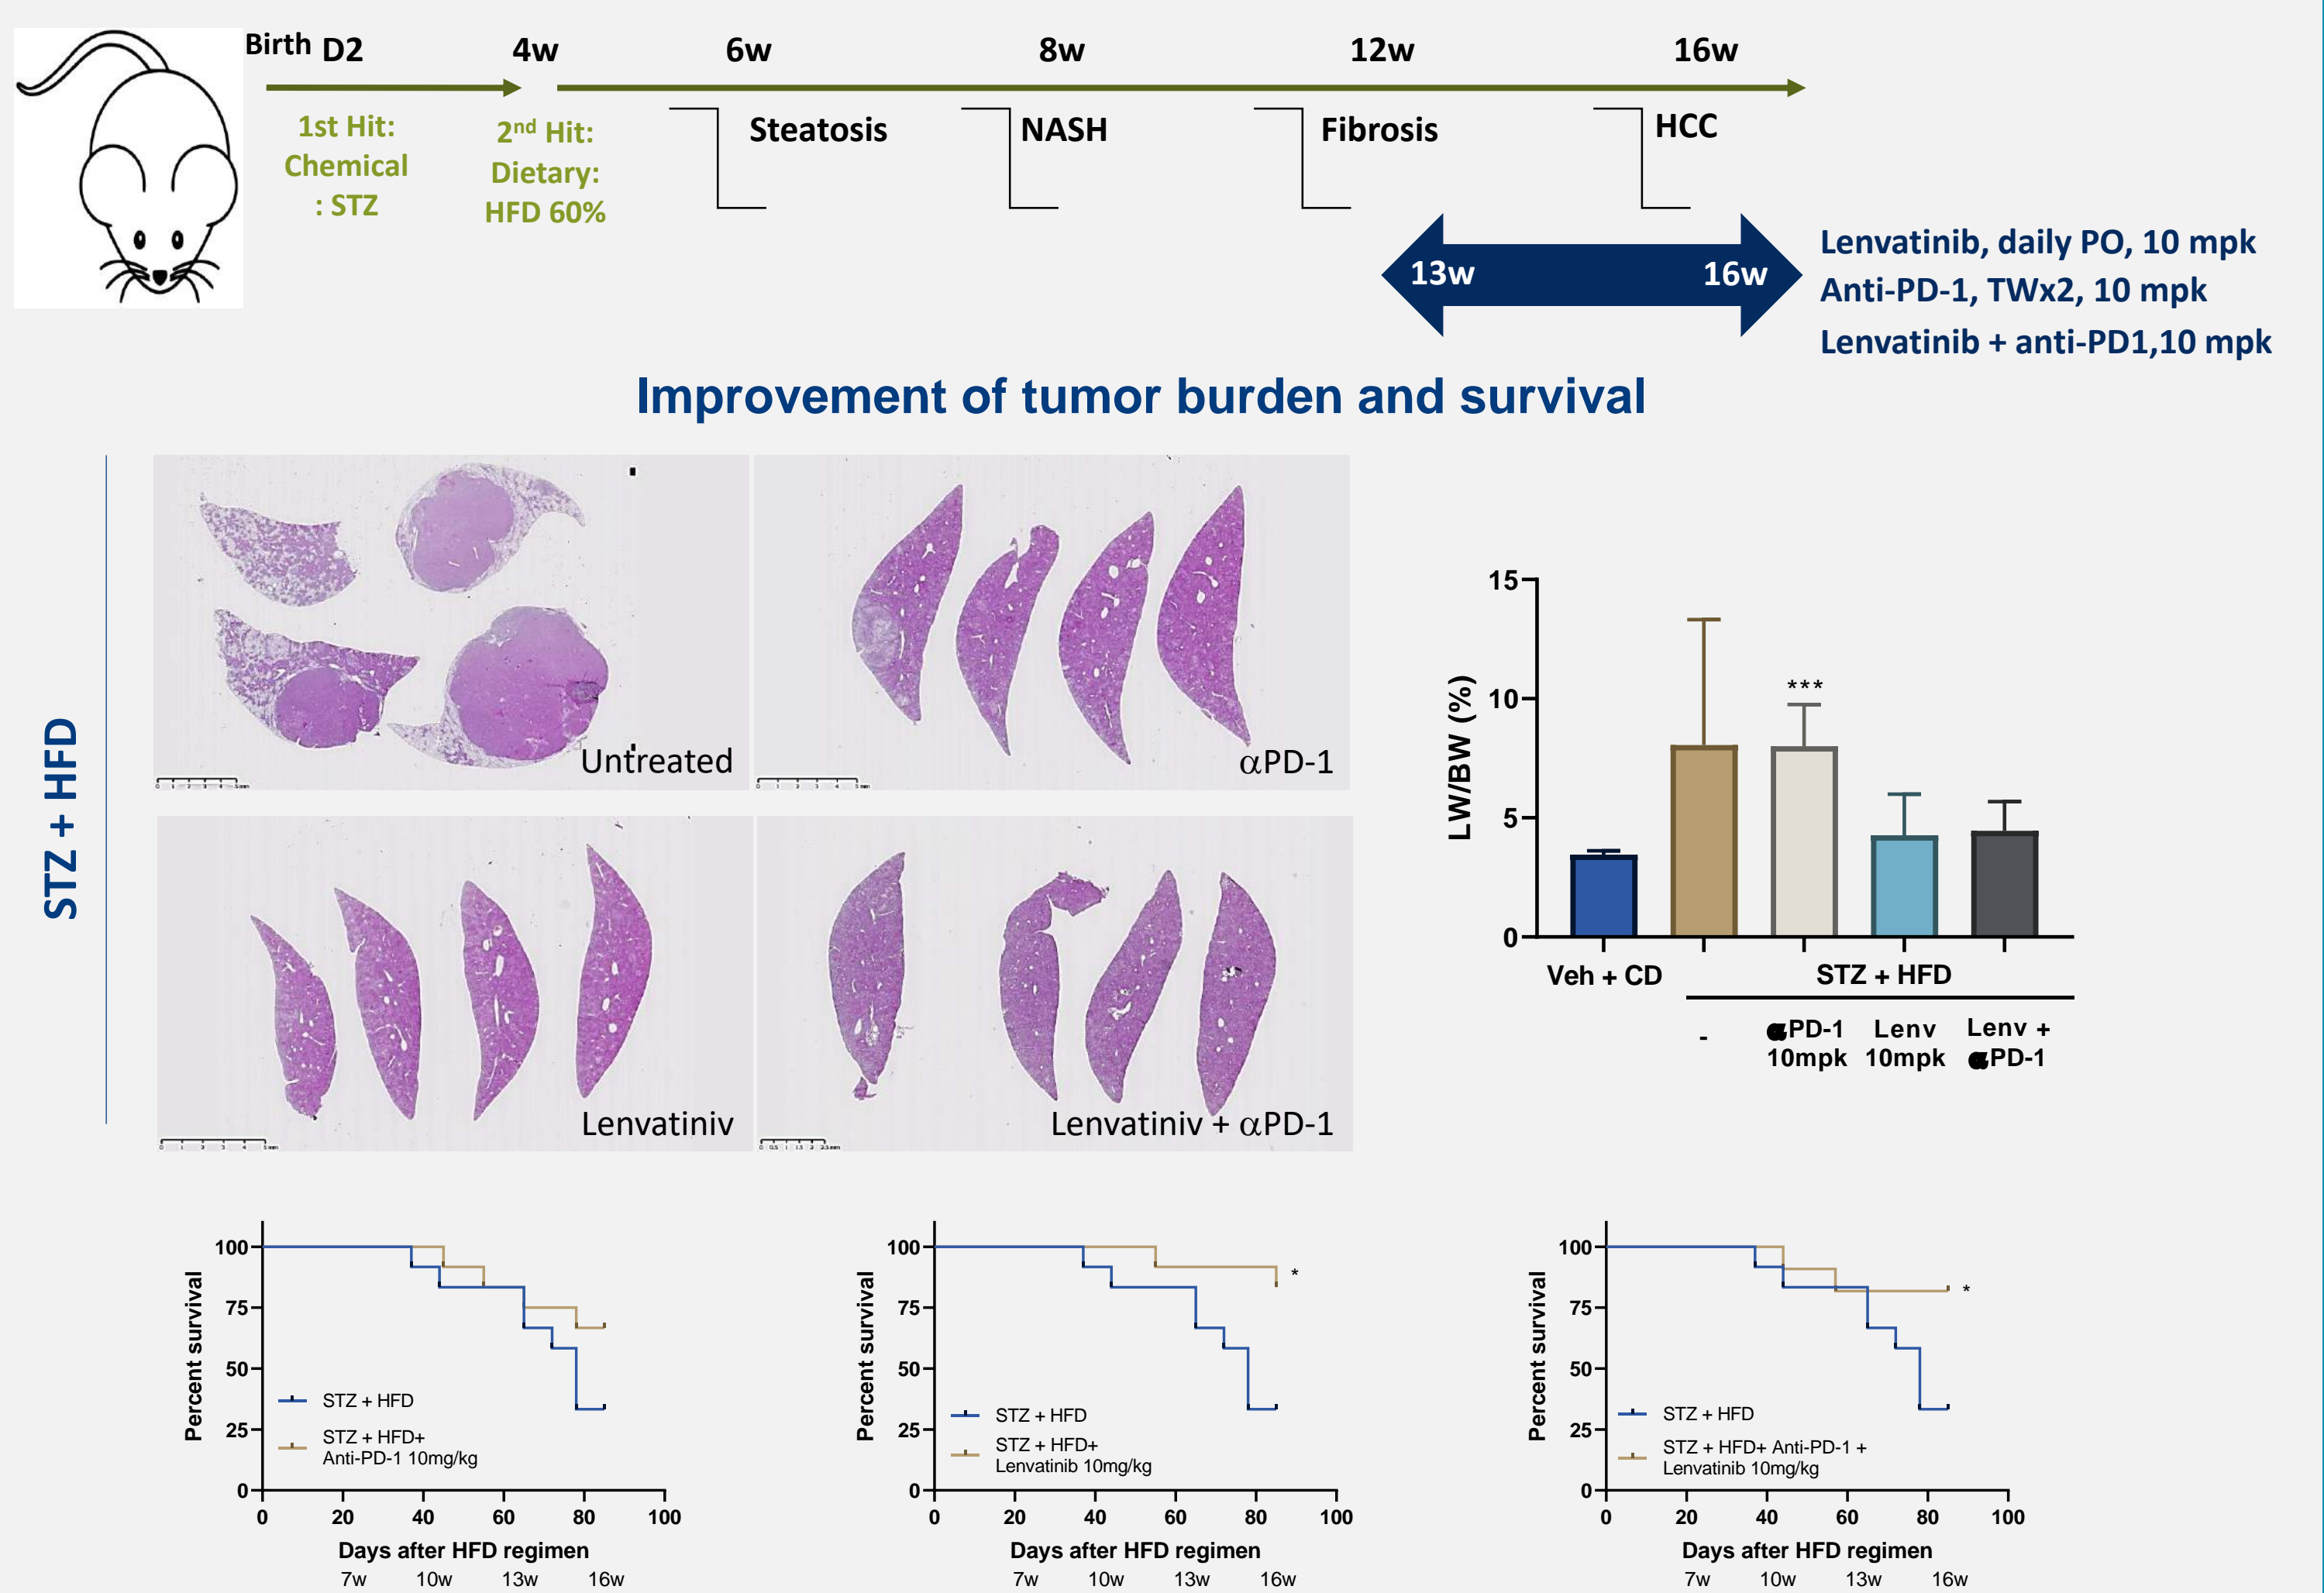 Birth D2 4w 6w 8w 12w 16w
1st Hit:
Chemical
: STZ
2nd Hit:
Dietary:
HFD 60%
Steatosis
NASH
Fibrosis
HCC
13w 16w
Lenvatinib, daily PO, 10 mpk
Anti-PD-1, TWx2, 10 mpk
Lenvatinib + anti-PD1,10 mpk
Improvement of tumor burden and survival
STZ + HFD
Untreated
αPD-1
Lenvatiniv
Lenvatiniv + αPD-1
LW/BW (%)
15
10
5
0
***
Veh + CD
STZ + HFD
-
αPD-1
10mpk
Lenv
10mpk
Lenv +
αPD-1
Percent survival
100
75
50
25
0
STZ + HFD
STZ + HFD+
Anti-PD-1 10mg/kg
0 20 40 60 80 100
Days after HFD regimen
7w 10w 13w 16w
Percent survival
100
75
50
25
0
*
STZ + HFD
STZ + HFD+
Lenvatinib 10mg/kg
0 20 40 60 80 100
Days after HFD regimen
7w 10w 13w 16w
Percent survival
100
75
50
25
0
*
STZ + HFD
STZ + HFD+ Anti-PD-1 +
Lenvatinib 10mg/kg
0 20 40 60 80 100
Days after HFD regimen
7w 10w 13w 16w